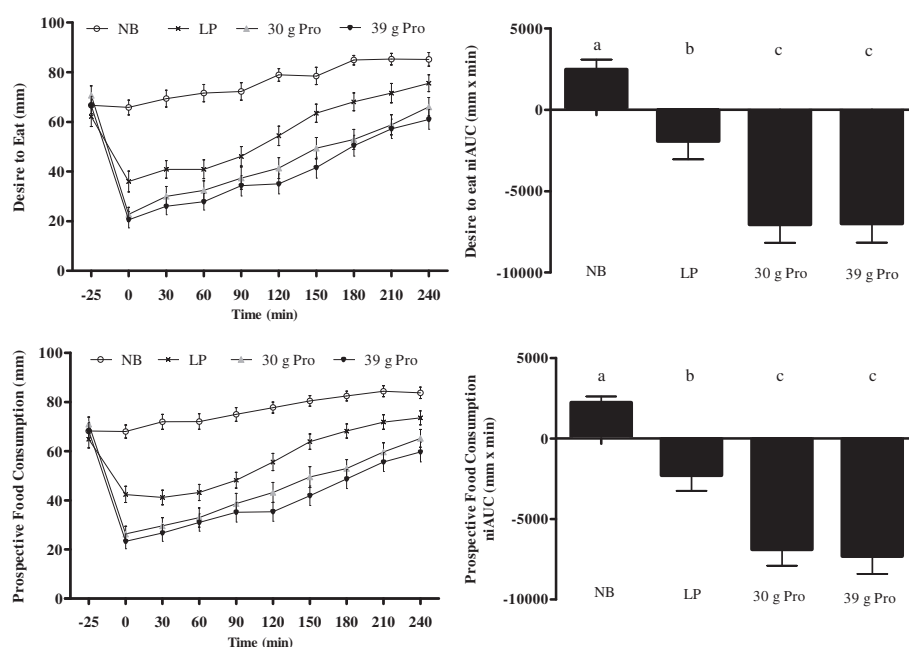 NB LP 30 g Pro 39 g Pro
100
80
60
40
20
0
Desire to Eat (mm)
-25 0 30 60 90 120 150 180 210 240
Time (min)
5000
0
-5000
-10000
Desire to eat niAUC (mm x min)
a b c c
NB LP 30 g Pro 39 g Pro
NB LP 30 g Pro 39 g Pro
100
80
60
40
20
0
Prospective Food Consumption (mm)
-25 0 30 60 90 120 150 180 210 240
Time (min)
5000
0
-5000
-10000
Prospective Food Consumption
niAUC (mm x min)
a b c c
NB LP 30 g Pro 39 g Pro